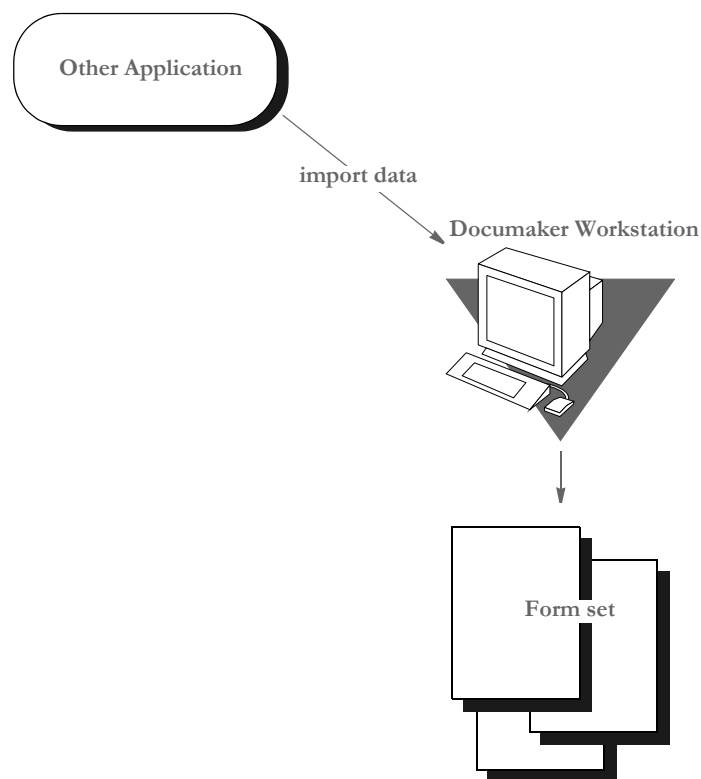 Other Application
import data
Documaker Workstation
Form set